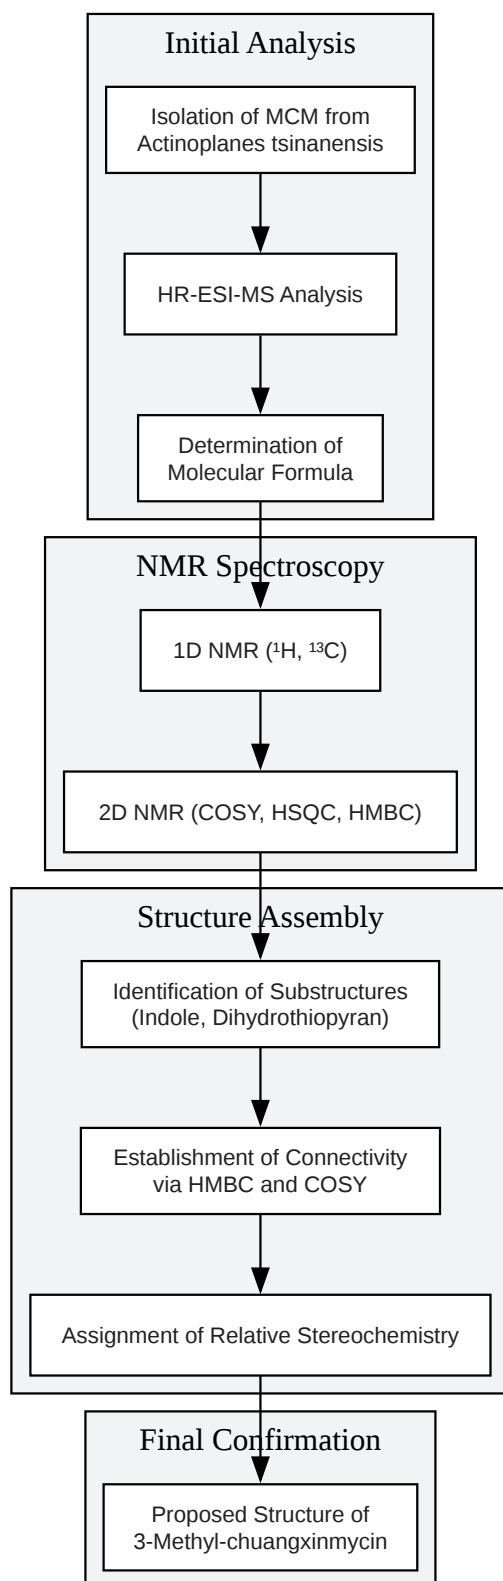 Initial Analysis
Isolation of MCM from
Actinoplanes tsinanensis
HR-ESI-MS Analysis
Determination of
Molecular Formula
NMR Spectroscopy
1D NMR (¹H, ¹³C)
2D NMR (COSY, HSQC, HMBC)
Structure Assembly
Identification of Substructures
(Indole, Dihydrothiopyran)
Establishment of Connectivity
via HMBC and COSY
Assignment of Relative Stereochemistry
Final Confirmation
Proposed Structure of
3-Methyl-chuangxinmycin